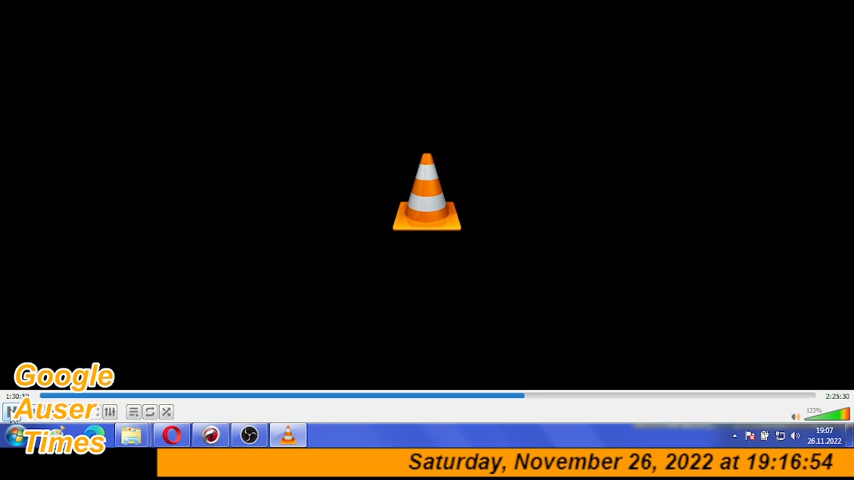 Google
1:30:
2:25:30
Auser
123%
Times
19:07
26.11.2022
Saturday, November 26, 2022 at 19:16:54